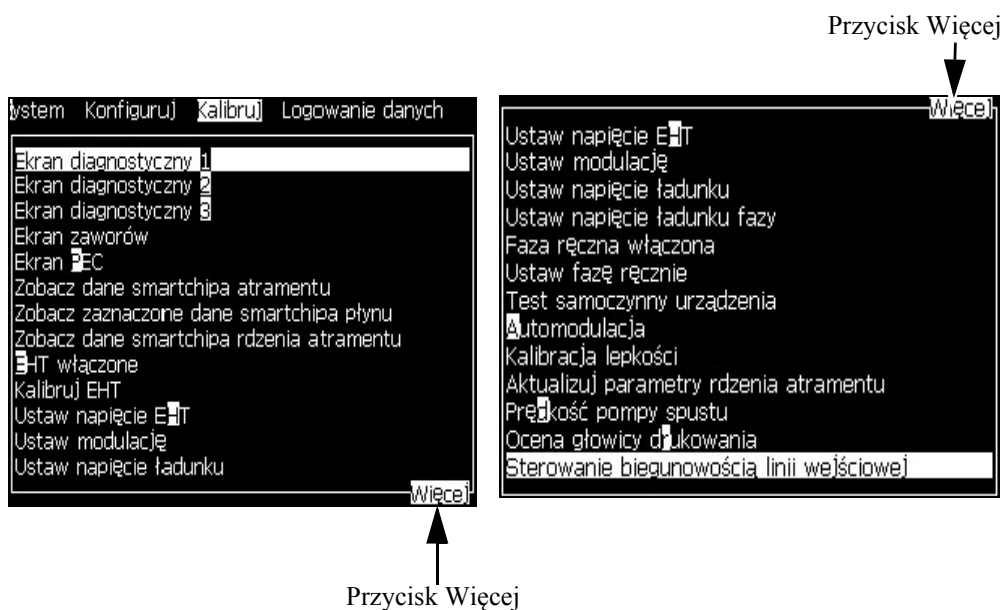 Przycisk Więcej
ystem Konfiguruj Kalibruj Logowanie danych
Ekran diagnostyczny 1
Ekran diagnostyczny 2
Ekran diagnostyczny 3
Ekran zaworów
Ekran PEC
Zobacz dane smartchipa atramentu
Zobacz zaznaczone dane smartchipa płynu
Zobacz dane smartchipa rdzenia atramentu
EHT włączone
Kalibruj EHT
Ustaw napięcie EHT
Ustaw modulację
Ustaw napięcie ładunku
Więcej
Przycisk Więcej
Więcej
Ustaw napięcie EHT
Ustaw modulację
Ustaw napięcie ładunku
Ustaw napięcie ładunku fazy
Faza ręczna włączona
Ustaw fazę ręcznie
Test samoczynny urządzenia
Automodulacja
Kalibracja lepkości
Aktualizuj parametry rdzenia atramentu
Prędkość pompy spustu
Ocena głowicy drukowania
Sterowanie biegunowością linii wejściowej